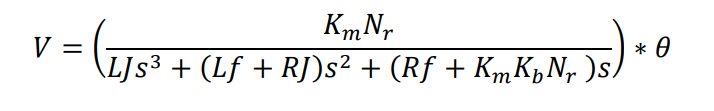 V = (K_m N_r / (LJs^3 + (Lf + RJ)s^2 + (Rf + K_m K_b N_r )s)) * θ